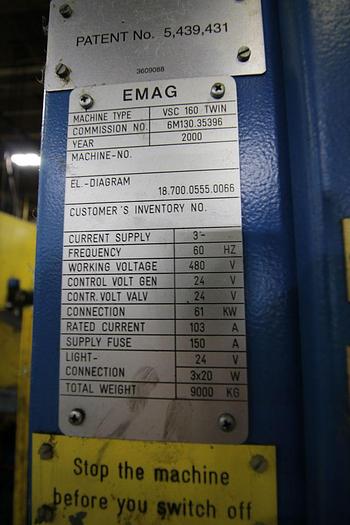 PATENT No. 5,439,431
3609088
EMAG
MACHINE TYPE VSC 160 TWIN
COMMISSION NO. 6M130.35396
YEAR 2000
MACHINE-NO.
EL.-DIAGRAM 18.700.0555.0066
CUSTOMER'S INVENTORY NO.
CURRENT SUPPLY 3~
FREQUENCY 60 HZ
WORKING VOLTAGE 480 V
CONTROL VOLT GEN 24 V
CONTR. VOLT VALV 24 V
CONNECTION 61 KW
RATED CURRENT 103 A
SUPPLY FUSE 150 A
LIGHT- 24 V
CONNECTION 3x20 W
TOTAL WEIGHT 9000 KG
Stop the machine
before you switch off